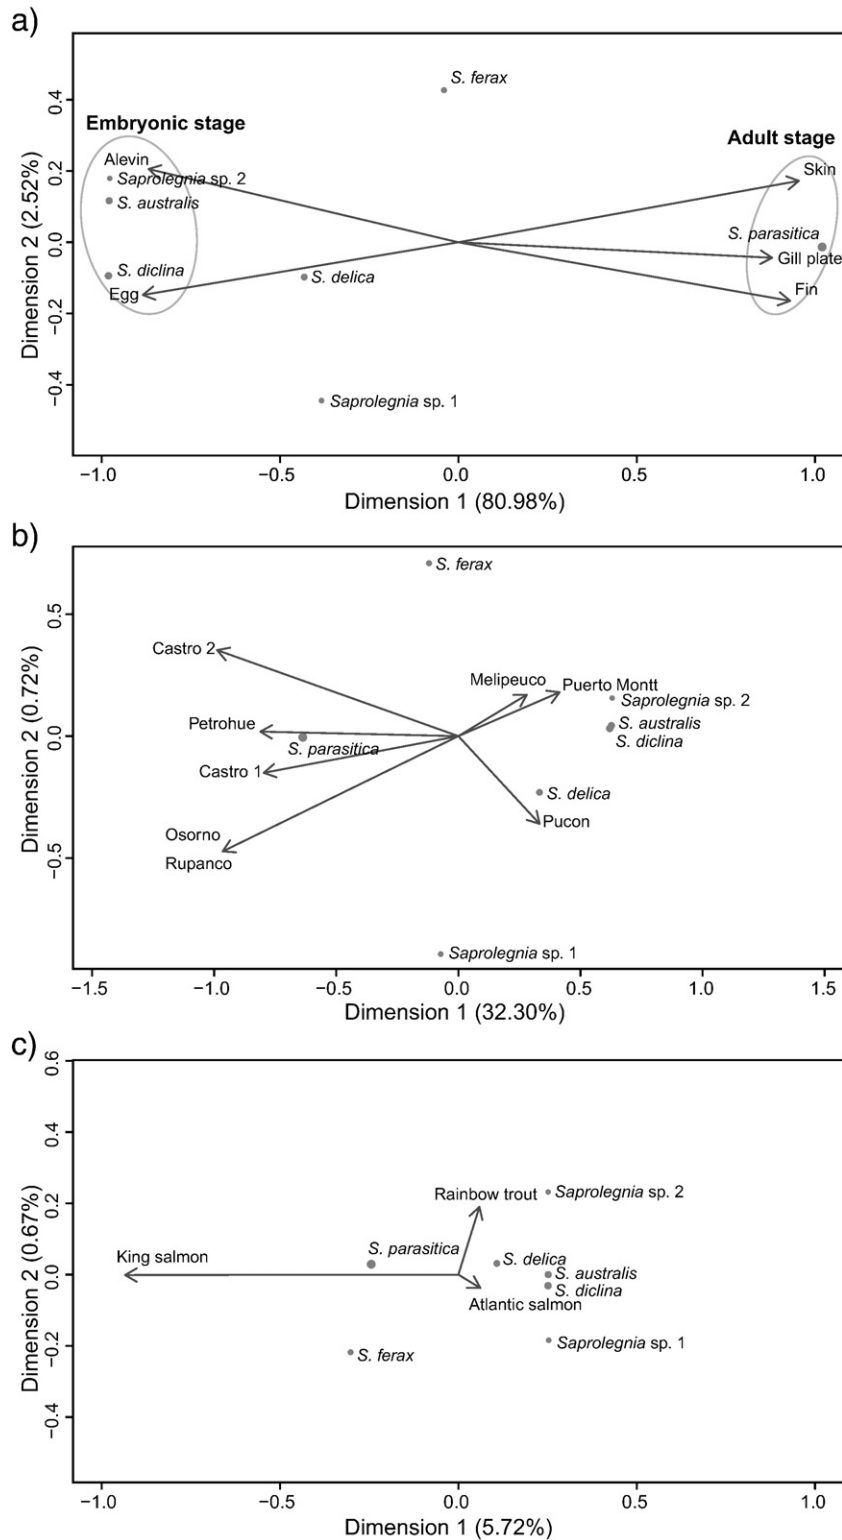 a)
S. ferax
Embryonic stage
Adult stage
Alevin
Skin
Saprolegnia sp. 2
S. australis
S. parasitica
S. diclina
S. delica
Gill plate
Egg
Fin
Saprolegnia sp. 1
0.4
0.2
0.0
−0.2
−0.4
Dimension 2 (2.52%)
−1.0 −0.5 0.0 0.5 1.0
Dimension 1 (80.98%)
b)
S. ferax
Castro 2
Melipeuco
Puerto Montt
Saprolegnia sp. 2
Petrohue
S. australis
S. parasitica
S. diclina
Castro 1
S. delica
Pucon
Osorno
Rupanco
Saprolegnia sp. 1
0.5
0.0
−0.5
Dimension 2 (0.72%)
−1.5 −1.0 −0.5 0.0 0.5 1.0 1.5
Dimension 1 (32.30%)
c)
Rainbow trout
Saprolegnia sp. 2
King salmon
S. parasitica
S. delica
S. australis
S. diclina
Atlantic salmon
S. ferax
Saprolegnia sp. 1
0.6
0.4
0.2
0.0
−0.2
−0.4
Dimension 2 (0.67%)
−1.0 −0.5 0.0 0.5 1.0
Dimension 1 (5.72%)